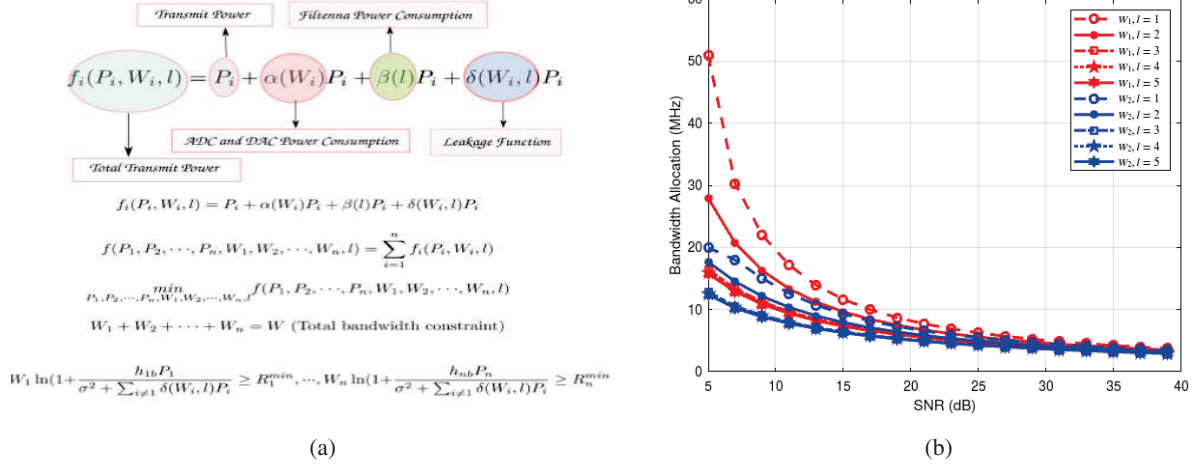 Transmit Power
Filtenna Power Consumption
f_i(P_i, W_i, l) = P_i + α(W_i)P_i + β(l)P_i + δ(W_i, l)P_i
ADC and DAC Power Consumption
Leakage Function
Total Transmit Power
f_i(P_i, W_i, l) = P_i + α(W_i)P_i + β(l)P_i + δ(W_i, l)P_i
f(P_1, P_2, ⋯, P_n, W_1, W_2, ⋯, W_n, l) = ∑_{i=1}^{n} f_i(P_i, W_i, l)
min_{P_1,P_2,⋯,P_n,W_1,W_2,⋯,W_n,l} f(P_1, P_2, ⋯, P_n, W_1, W_2, ⋯, W_n, l)
W_1 + W_2 + ⋯ + W_n = W (Total bandwidth constraint)
W_1 ln(1+ h_{1b}P_1 / σ^2 + ∑_{i≠1} δ(W_i, l)P_i ≥ R_1^{min}, ⋯, W_n ln(1+ h_{nb}P_n / σ^2 + ∑_{i≠1} δ(W_i, l)P_i ≥ R_n^{min}
(a)
W_1, l = 1
W_1, l = 2
W_1, l = 3
W_1, l = 4
W_1, l = 5
W_2, l = 1
W_2, l = 2
W_2, l = 3
W_2, l = 4
W_2, l = 5
Bandwidth Allocation (MHz)
50
40
30
20
10
0
5 10 15 20 25 30 35 40
SNR (dB)
(b)